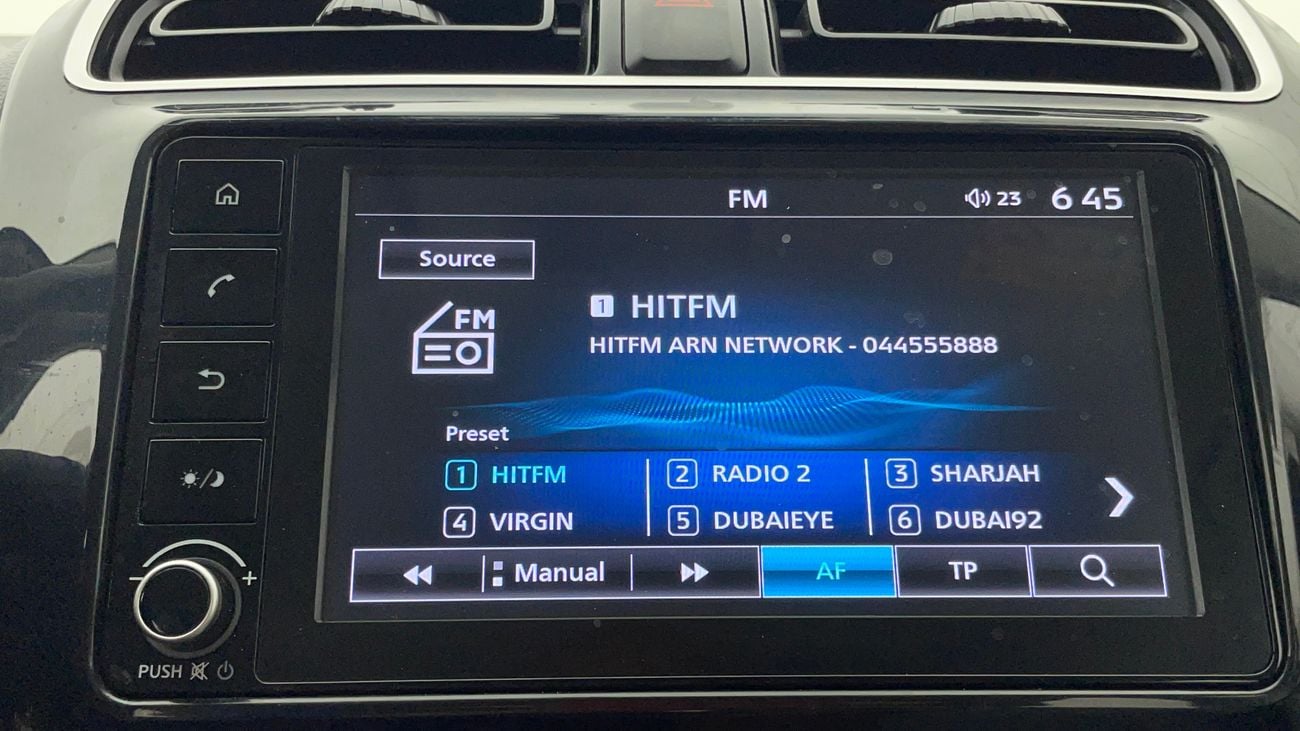 FM 23 6 45
Source
FM
1 HITFM
HITFM ARN NETWORK - 044555888
Preset
1 HITFM 2 RADIO 2 3 SHARJAH
4 VIRGIN 5 DUBAIEYE 6 DUBAI92
Manual AF TP
- +
PUSH